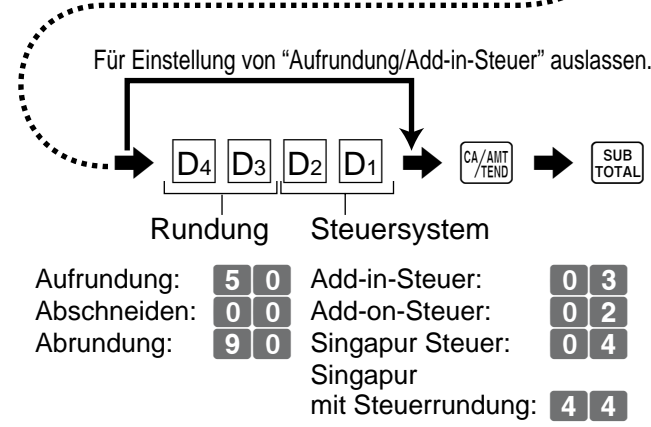 Für Einstellung von “Aufrundung/Add-in-Steuer” auslassen.
D4 D3 D2 D1 CA/AMT/TEND SUB TOTAL
Rundung Steuersystem
Aufrundung: 5 0 Add-in-Steuer: 0 3
Abschneiden: 0 0 Add-on-Steuer: 0 2
Abrundung: 9 0 Singapur Steuer: 0 4
Singapur
mit Steuerrundung: 4 4